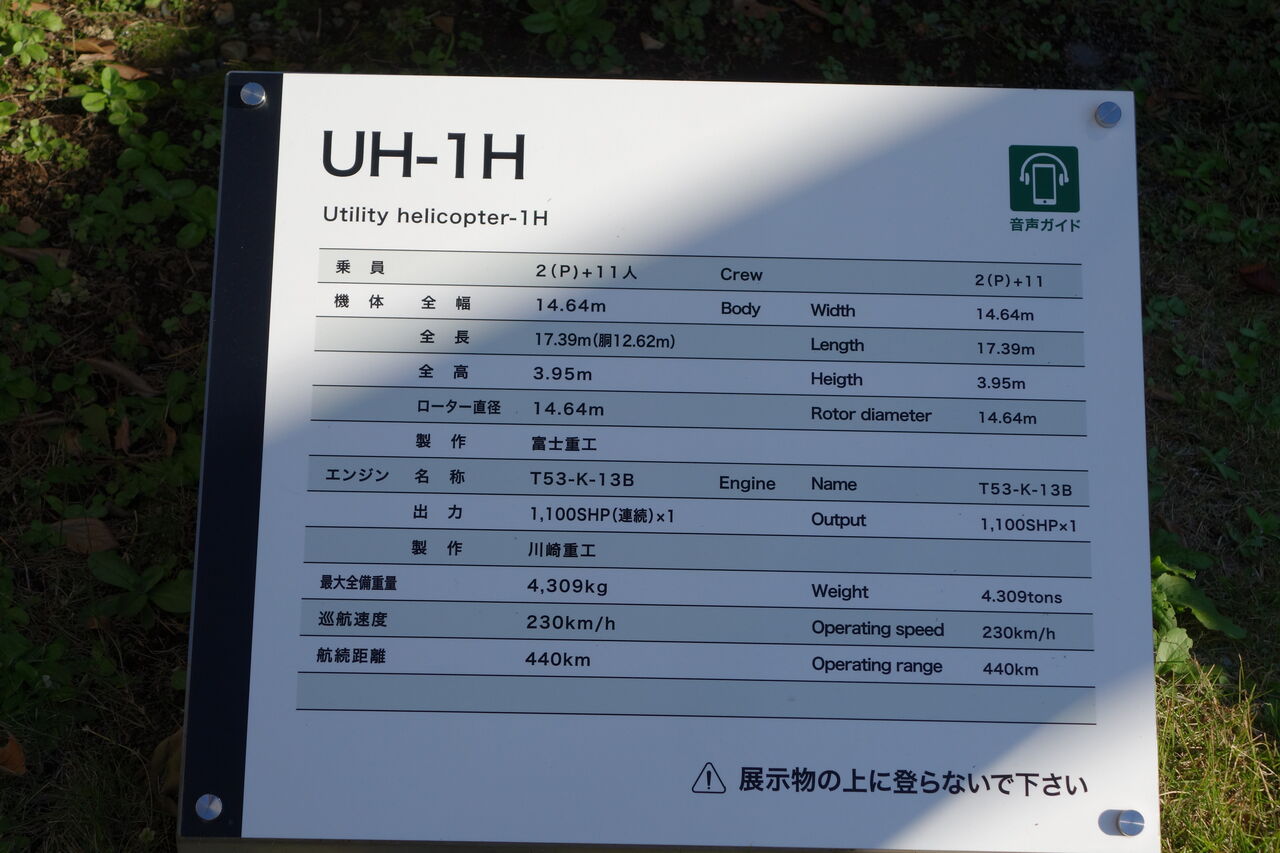 UH-1H
Utility helicopter-1H
音声ガイド
乗員 2(P)+11人 Crew 2(P)+11
機体 全幅 14.64m Body Width 14.64m
全長 17.39m(胴12.62m) Length 17.39m
全高 3.95m Heigth 3.95m
ローター直径 14.64m Rotor diameter 14.64m
製作 富士重工
エンジン 名称 T53-K-13B Engine Name T53-K-13B
出力 1,100SHP(連続)×1 Output 1,100SHP×1
製作 川崎重工
最大全備重量 4,309kg Weight 4.309tons
巡航速度 230km/h Operating speed 230km/h
航続距離 440km Operating range 440km
展示物の上に登らないで下さい